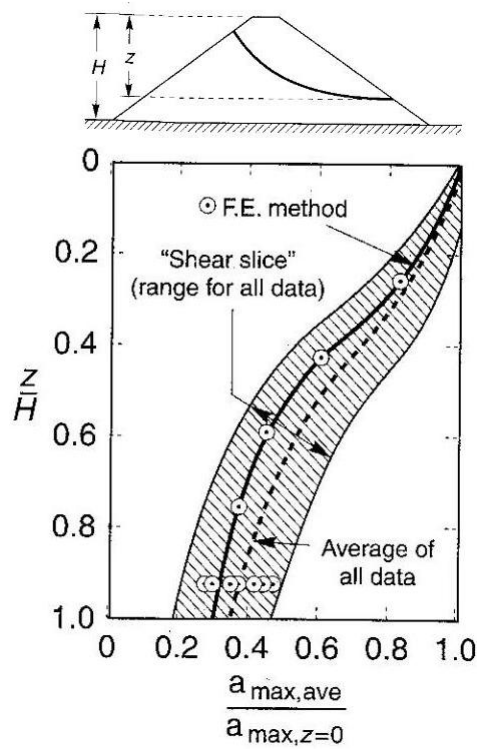 H
z
0
0.2
0.4
0.6
0.8
1.0
z
H
F.E. method
"Shear slice"
(range for all data)
Average of
all data
0 0.2 0.4 0.6 0.8 1.0
a max,ave
a max,z=0